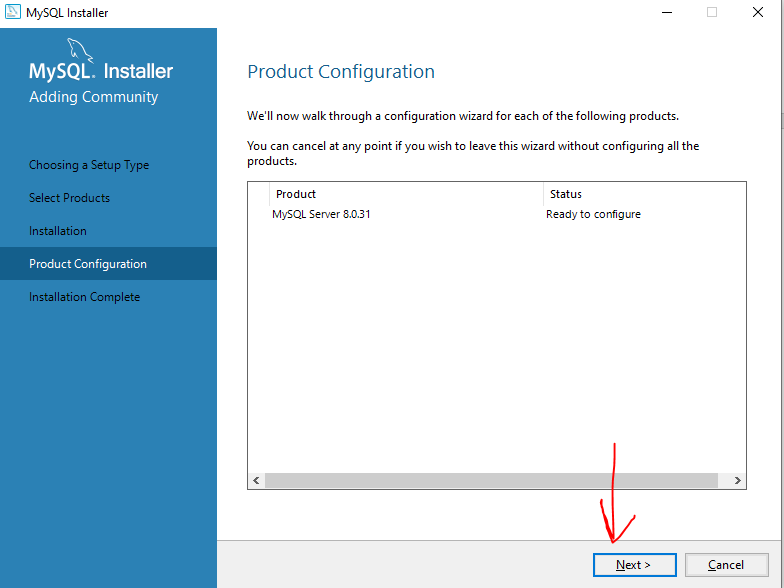 MySQL Installer
MySQL. Installer
Adding Community
Choosing a Setup Type
Select Products
Installation
Product Configuration
Installation Complete
Product Configuration
We'll now walk through a configuration wizard for each of the following products.
You can cancel at any point if you wish to leave this wizard without configuring all the
products.
Product Status
MySQL Server 8.0.31 Ready to configure
Next > Cancel